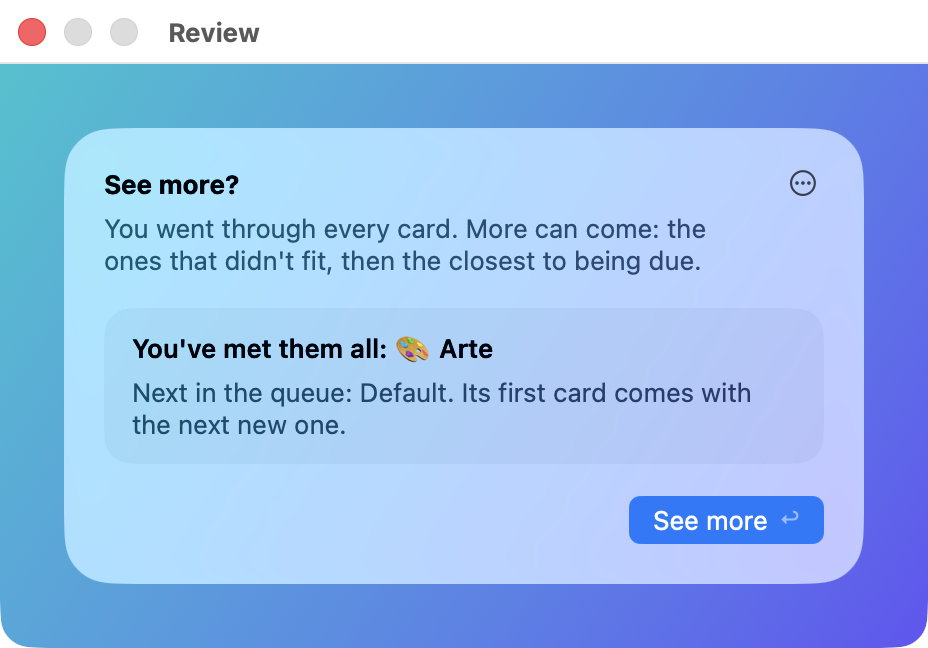 Review
See more?
You went through every card. More can come: the
ones that didn't fit, then the closest to being due.
You've met them all: 🎨 Arte
Next in the queue: Default. Its first card comes with
the next new one.
See more